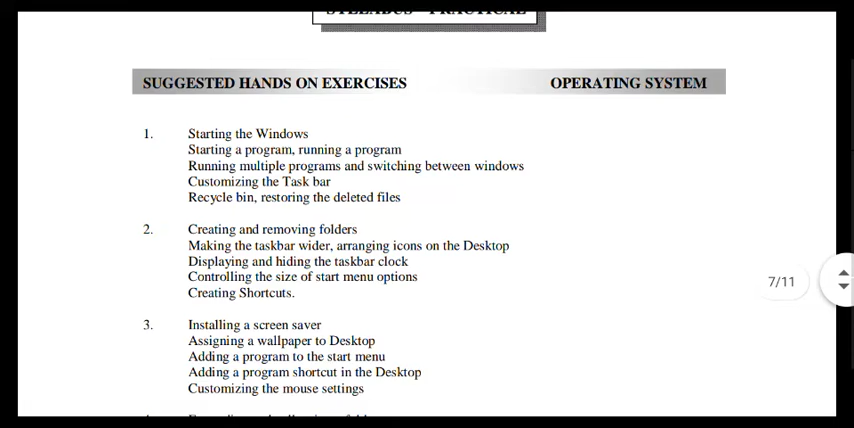 SUGGESTED HANDS ON EXERCISES OPERATING SYSTEM
1. Starting the Windows
Starting a program, running a program
Running multiple programs and switching between windows
Customizing the Task bar
Recycle bin, restoring the deleted files
2. Creating and removing folders
Making the taskbar wider, arranging icons on the Desktop
Displaying and hiding the taskbar clock
Controlling the size of start menu options
Creating Shortcuts.
7/11
3. Installing a screen saver
Assigning a wallpaper to Desktop
Adding a program to the start menu
Adding a program shortcut in the Desktop
Customizing the mouse settings